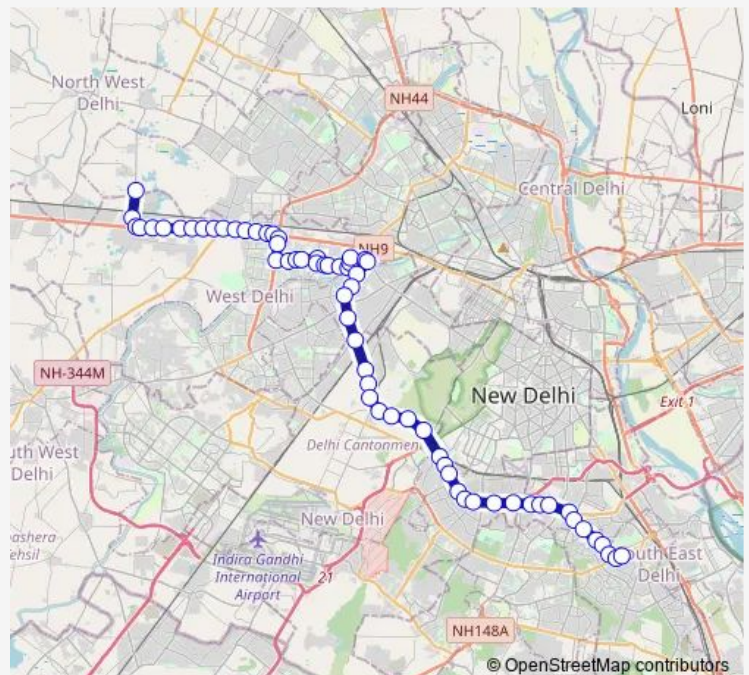 North West
Delhi
NH44
Loni
Central Delhi
NH9
West Delhi
NH-344M
New Delhi
Exit 1
uth West
Delhi
Delhi Cantonmen
New Delhi
ashera
ehsil
Indira Gandhi
International
Airport
21
outh East
Delhi
NH148A
© OpenStreetMap contributors